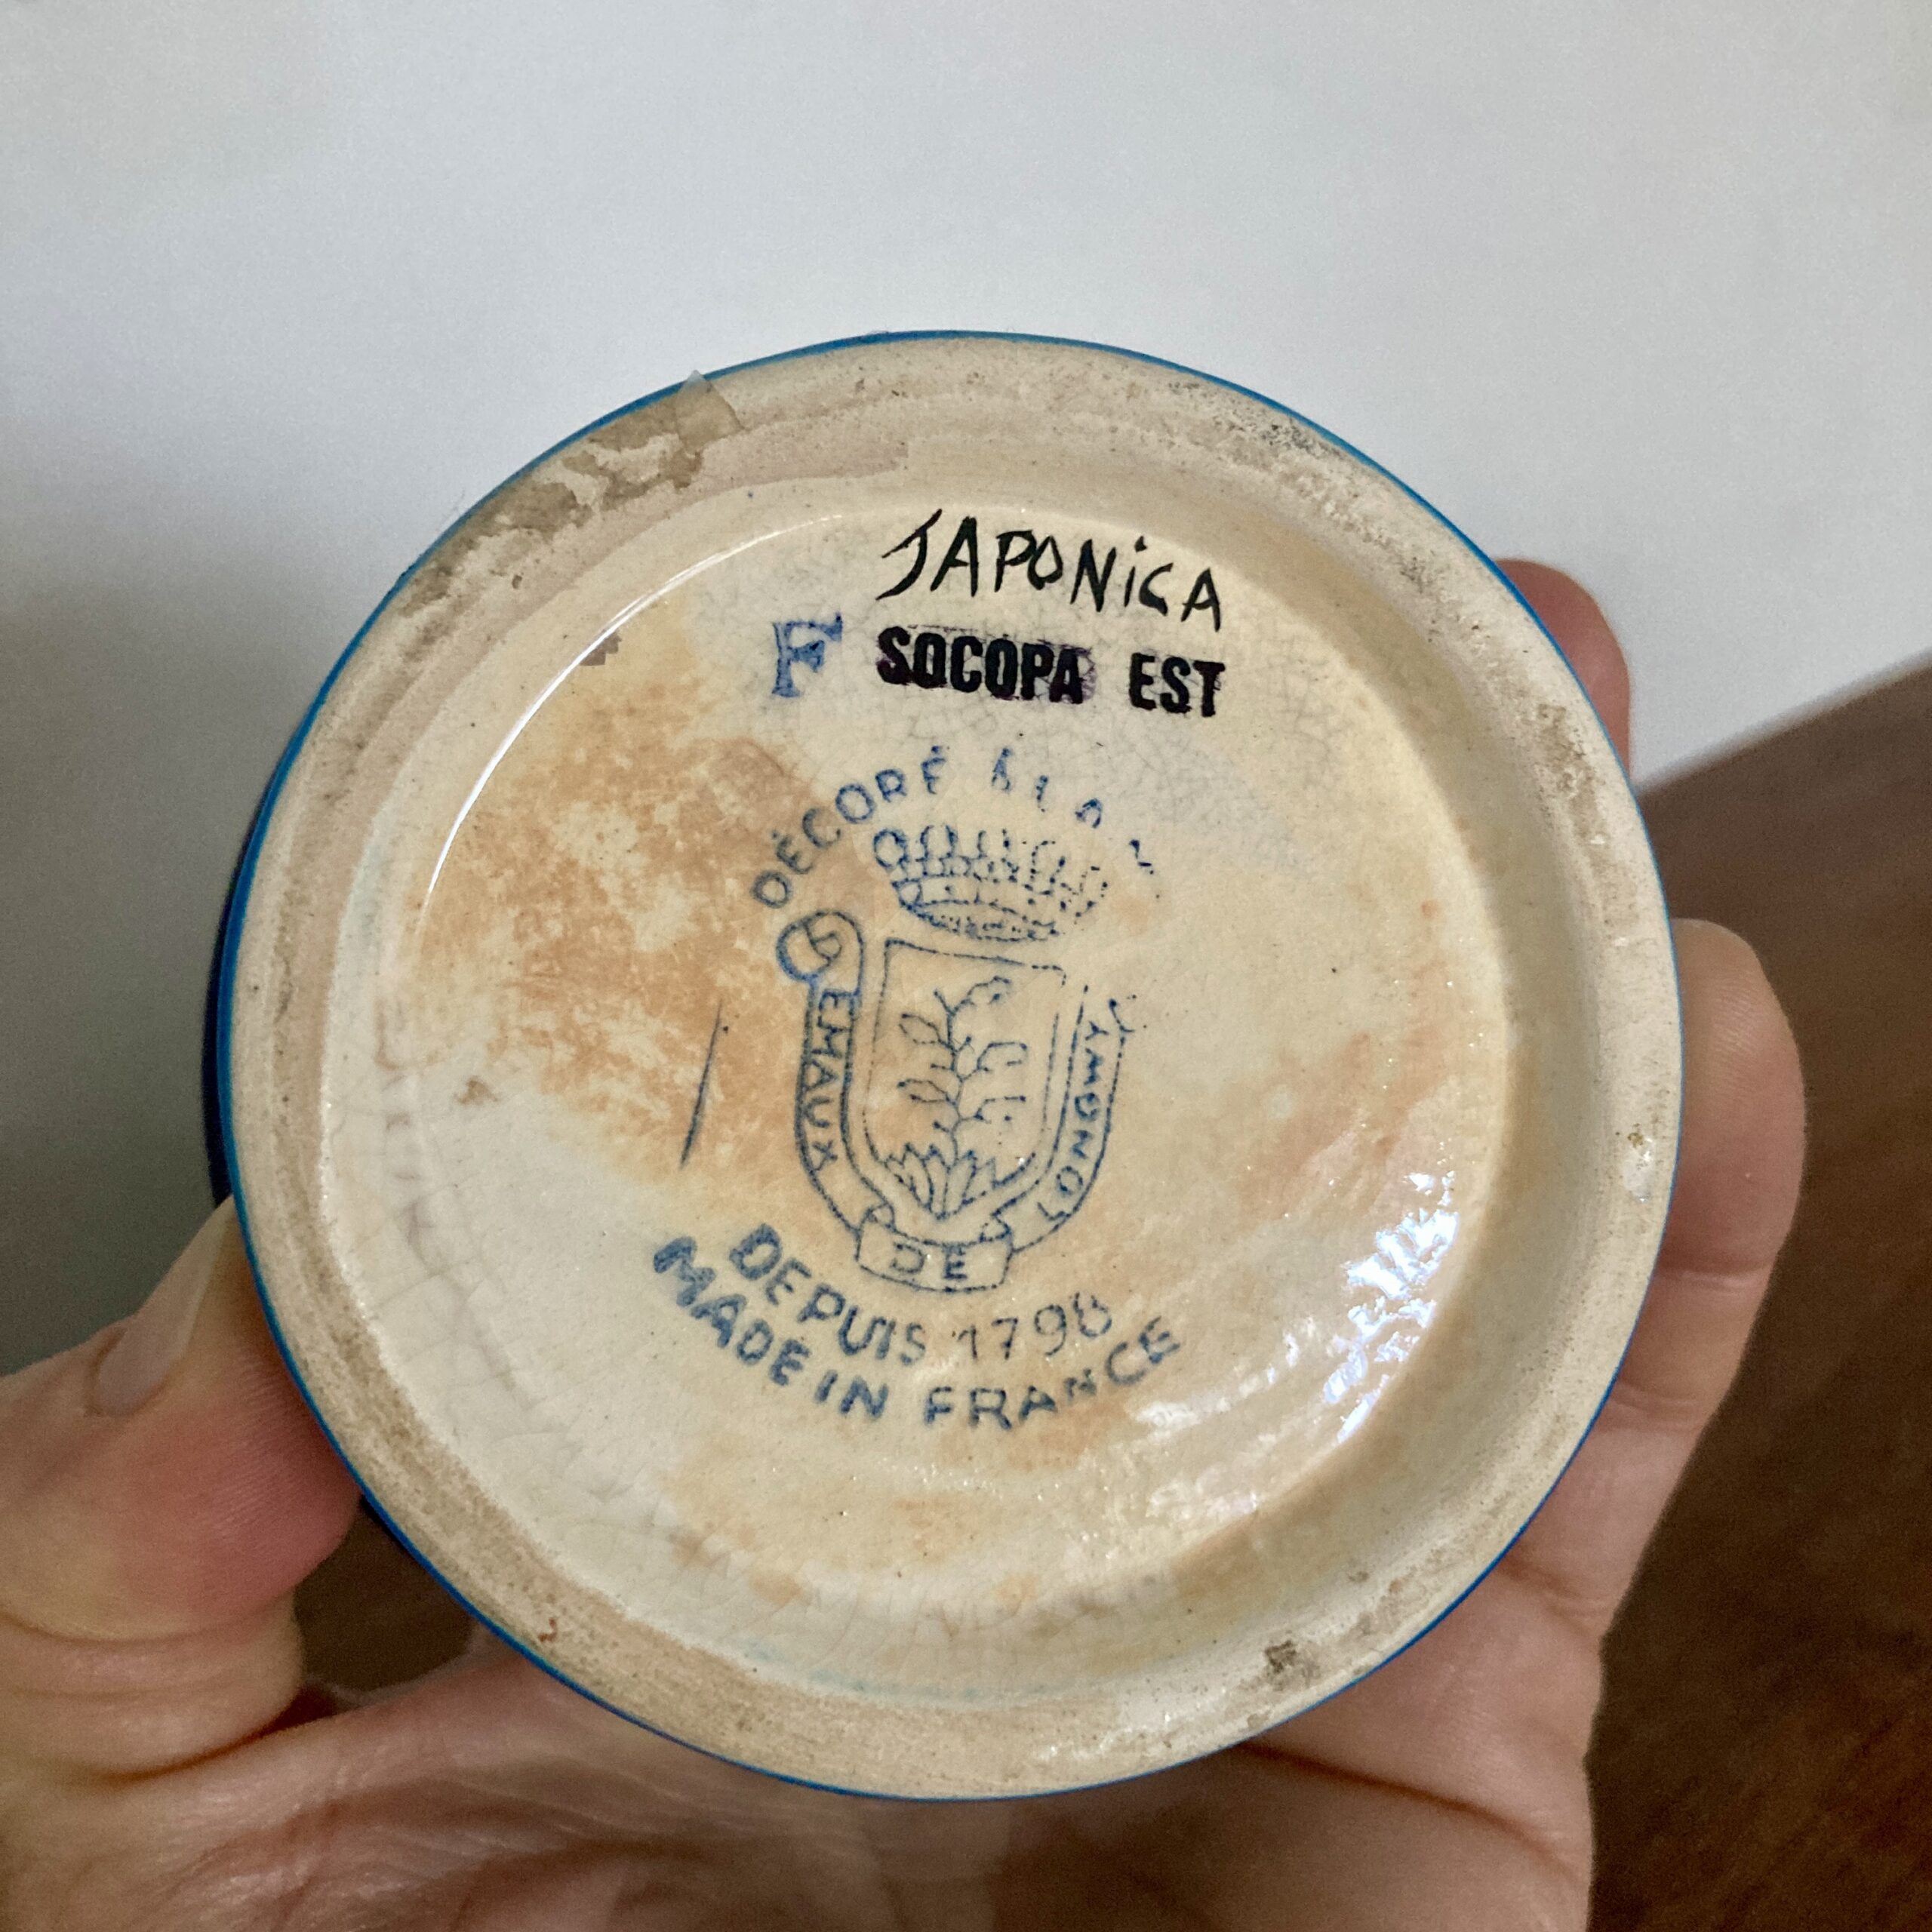 JAPONiCA
F SOCOPA EST
DÉCORÉ
EMAUX DE LONGWY
DEPUIS 1798
MADE IN FRANCE